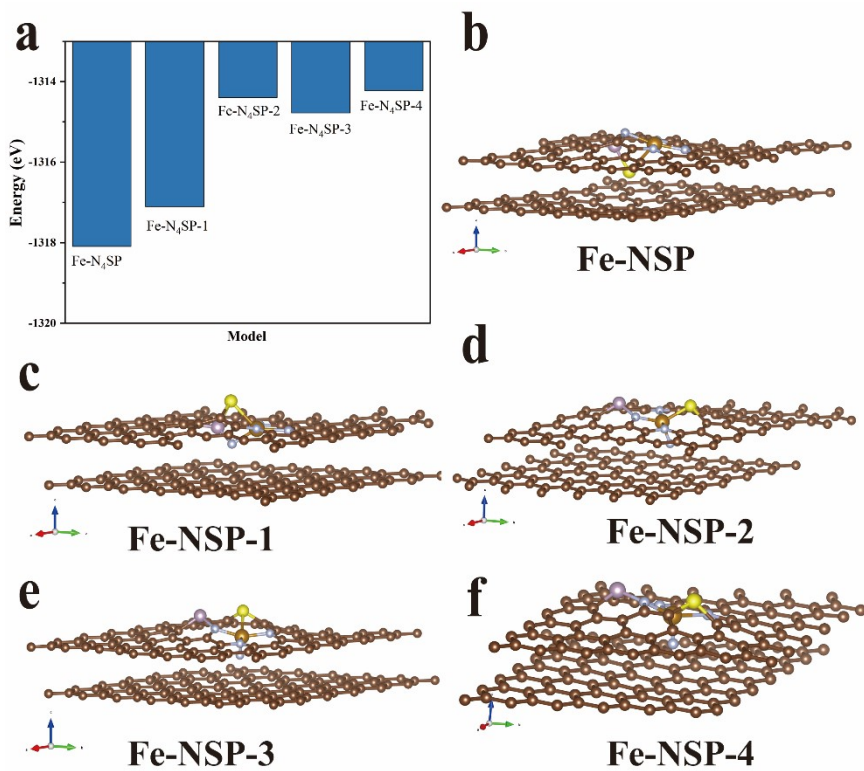 a
Energy (eV)
-1314
-1316
-1318
-1320
Fe-N₄SP
Fe-N₄SP-1
Fe-N₄SP-2
Fe-N₄SP-3
Fe-N₄SP-4
Model
b
Fe-NSP
c
Fe-NSP-1
d
Fe-NSP-2
e
Fe-NSP-3
f
Fe-NSP-4